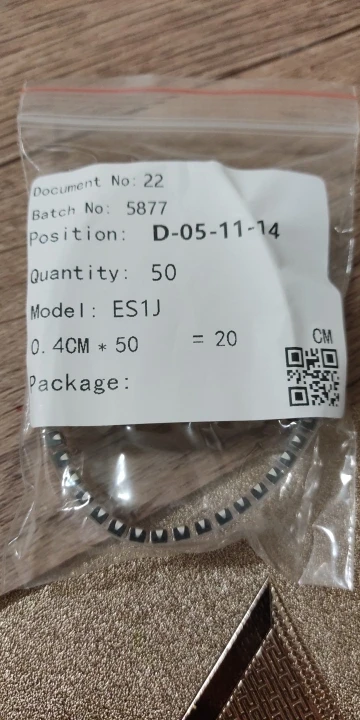 Document No: 22
Batch No: 5877
Position: D-05-11-14
Quantity: 50
Model: ES1J
0.4CM * 50 = 20 CM
Package: